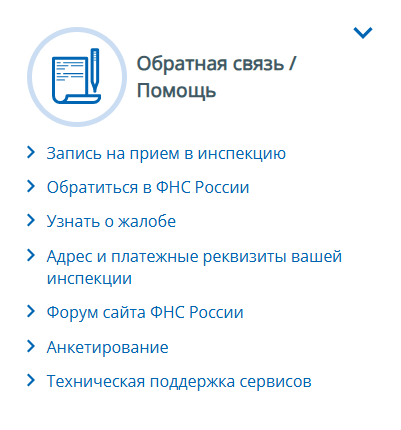 Обратная связь /
Помощь
Запись на прием в инспекцию
Обратиться в ФНС России
Узнать о жалобе
Адрес и платежные реквизиты вашей
инспекции
Форум сайта ФНС России
Анкетирование
Техническая поддержка сервисов